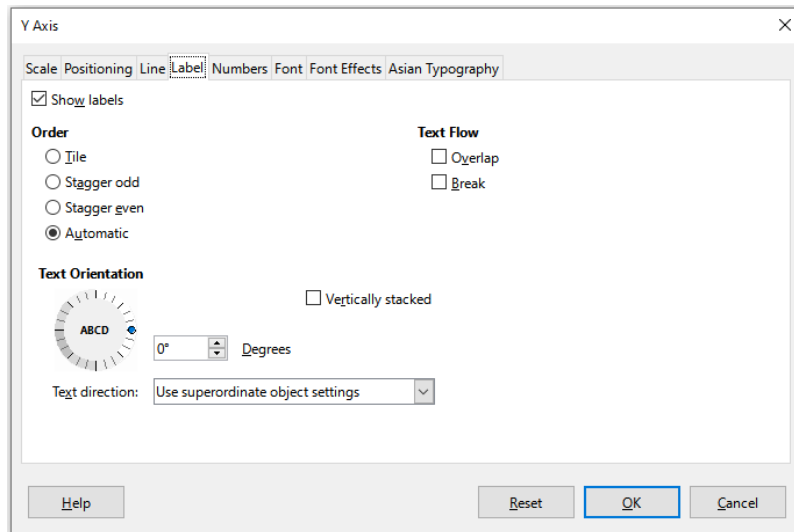 Y Axis
Scale Positioning Line Label Numbers Font Font Effects Asian Typography
Show labels
Order
Text Flow
Tile
Overlap
Stagger odd
Break
Stagger even
Automatic
Text Orientation
Vertically stacked
ABCD
0° Degrees
Text direction: Use superordinate object settings
Help Reset OK Cancel